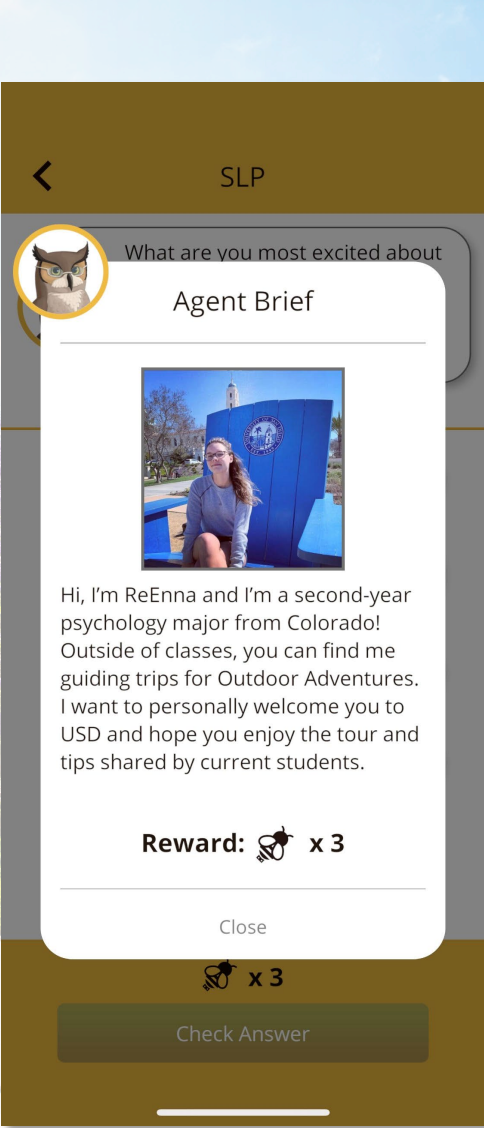 SLP
What are you most excited about
Agent Brief
Hi, I’m ReEnna and I’m a second-year
psychology major from Colorado!
Outside of classes, you can find me
guiding trips for Outdoor Adventures.
I want to personally welcome you to
USD and hope you enjoy the tour and
tips shared by current students.
Reward: x 3
Close
x 3
Check Answer